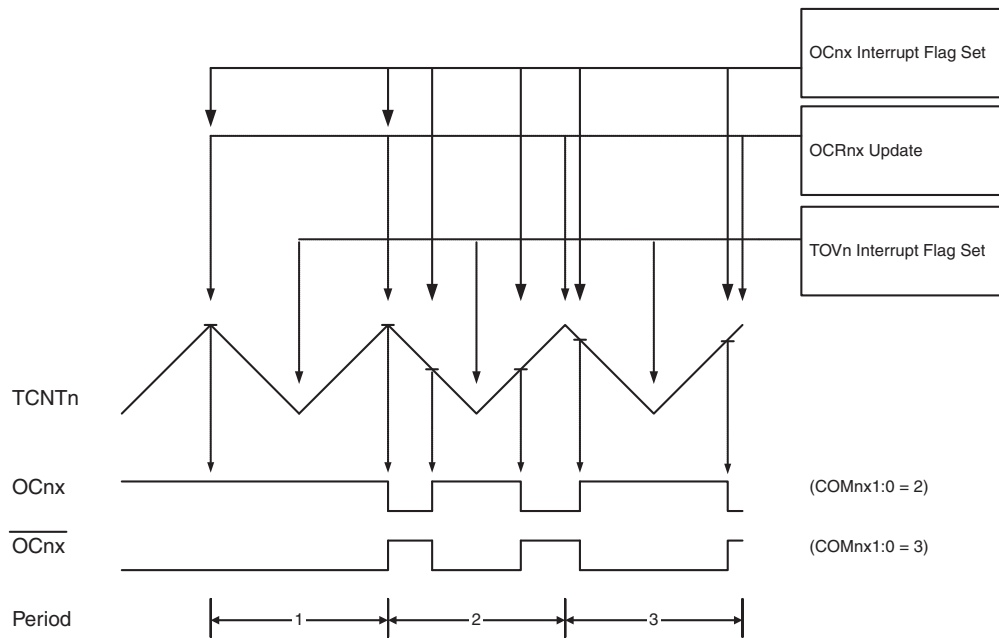 OCnx Interrupt Flag Set
OCRnx Update
TOVn Interrupt Flag Set
TCNTn
OCnx (COMnx1:0 = 2)
OCnx (COMnx1:0 = 3)
Period 1 2 3